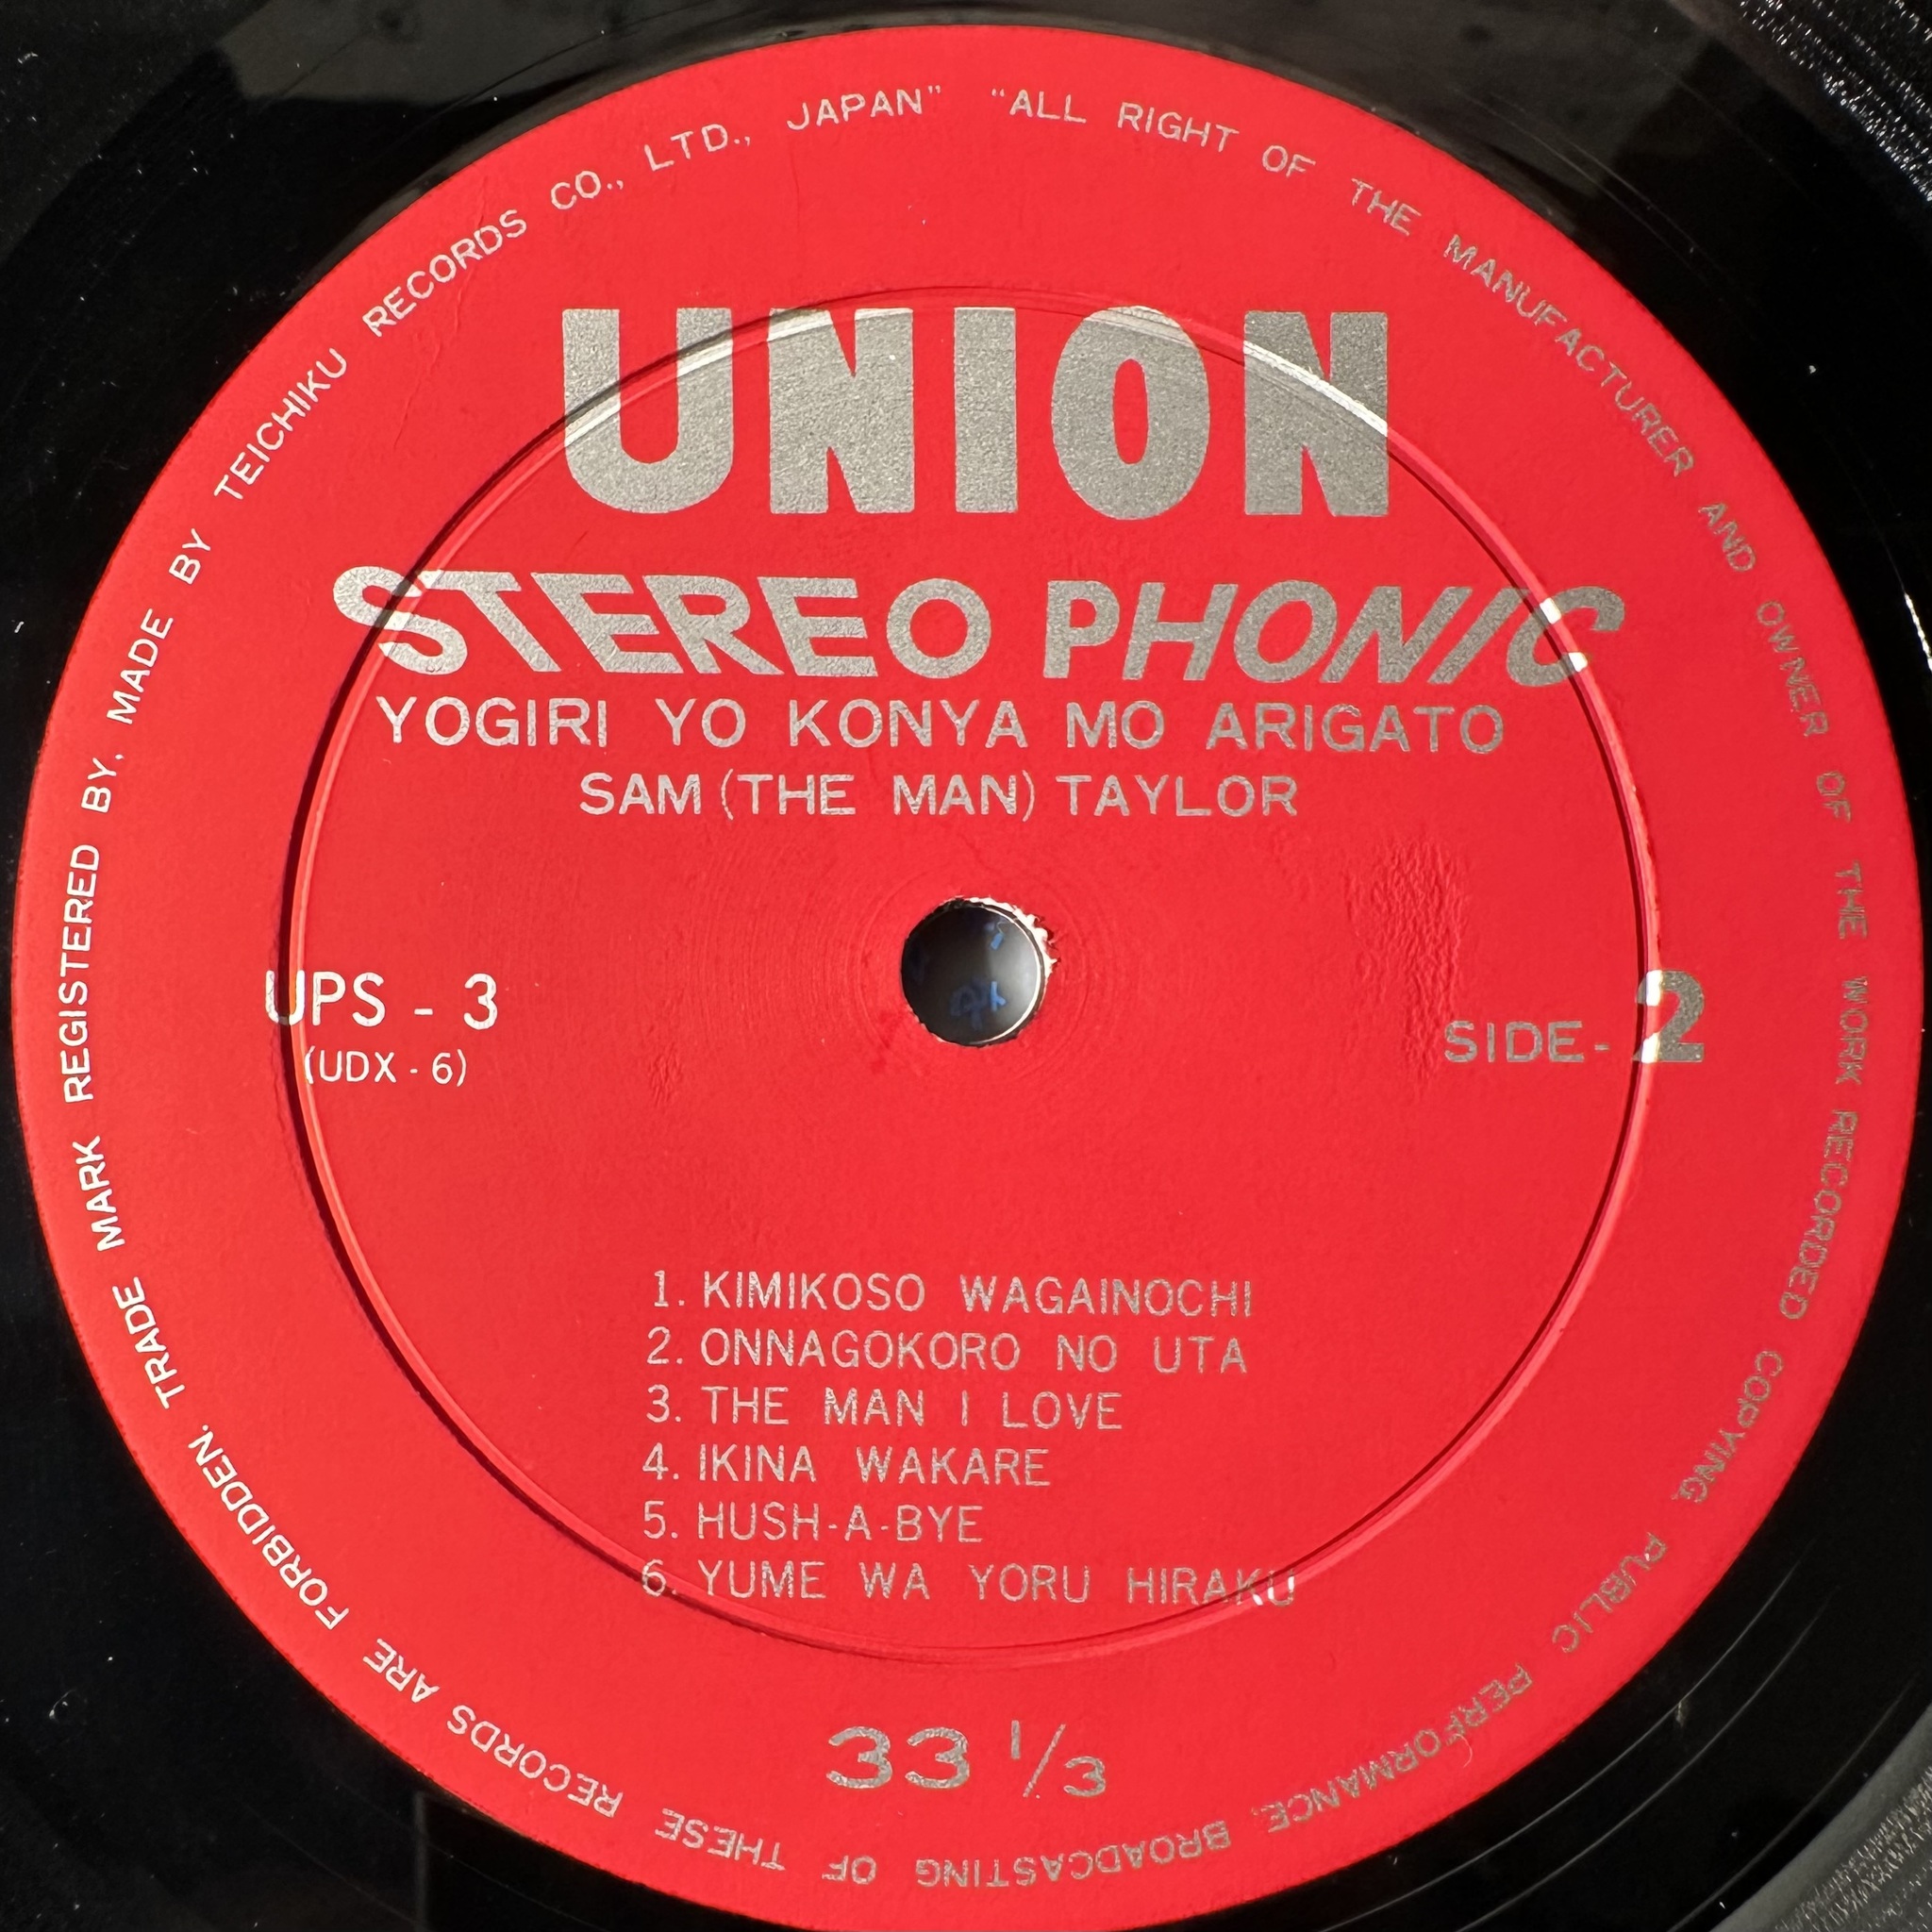 "ALL RIGHT OF THE MANUFACTURER AND OWNER OF THE WORK RECORDED COPYING, PUBLIC PERFORMANCE, BROADCASTING OF THESE RECORDS ARE FORBIDDEN. TRADE MARK REGISTERED BY, MADE BY TEICHIKU RECORDS CO., LTD., JAPAN"
UNION
STEREO PHONIC
YOGIRI YO KONYA MO ARIGATO
SAM (THE MAN) TAYLOR
UPS - 3
(UDX - 6)
SIDE- 2
1. KIMIKOSO WAGAINOCHI
2. ONNAGOKORO NO UTA
3. THE MAN I LOVE
4. IKINA WAKARE
5. HUSH-A-BYE
6. YUME WA YORU HIRAKU
33 1/3